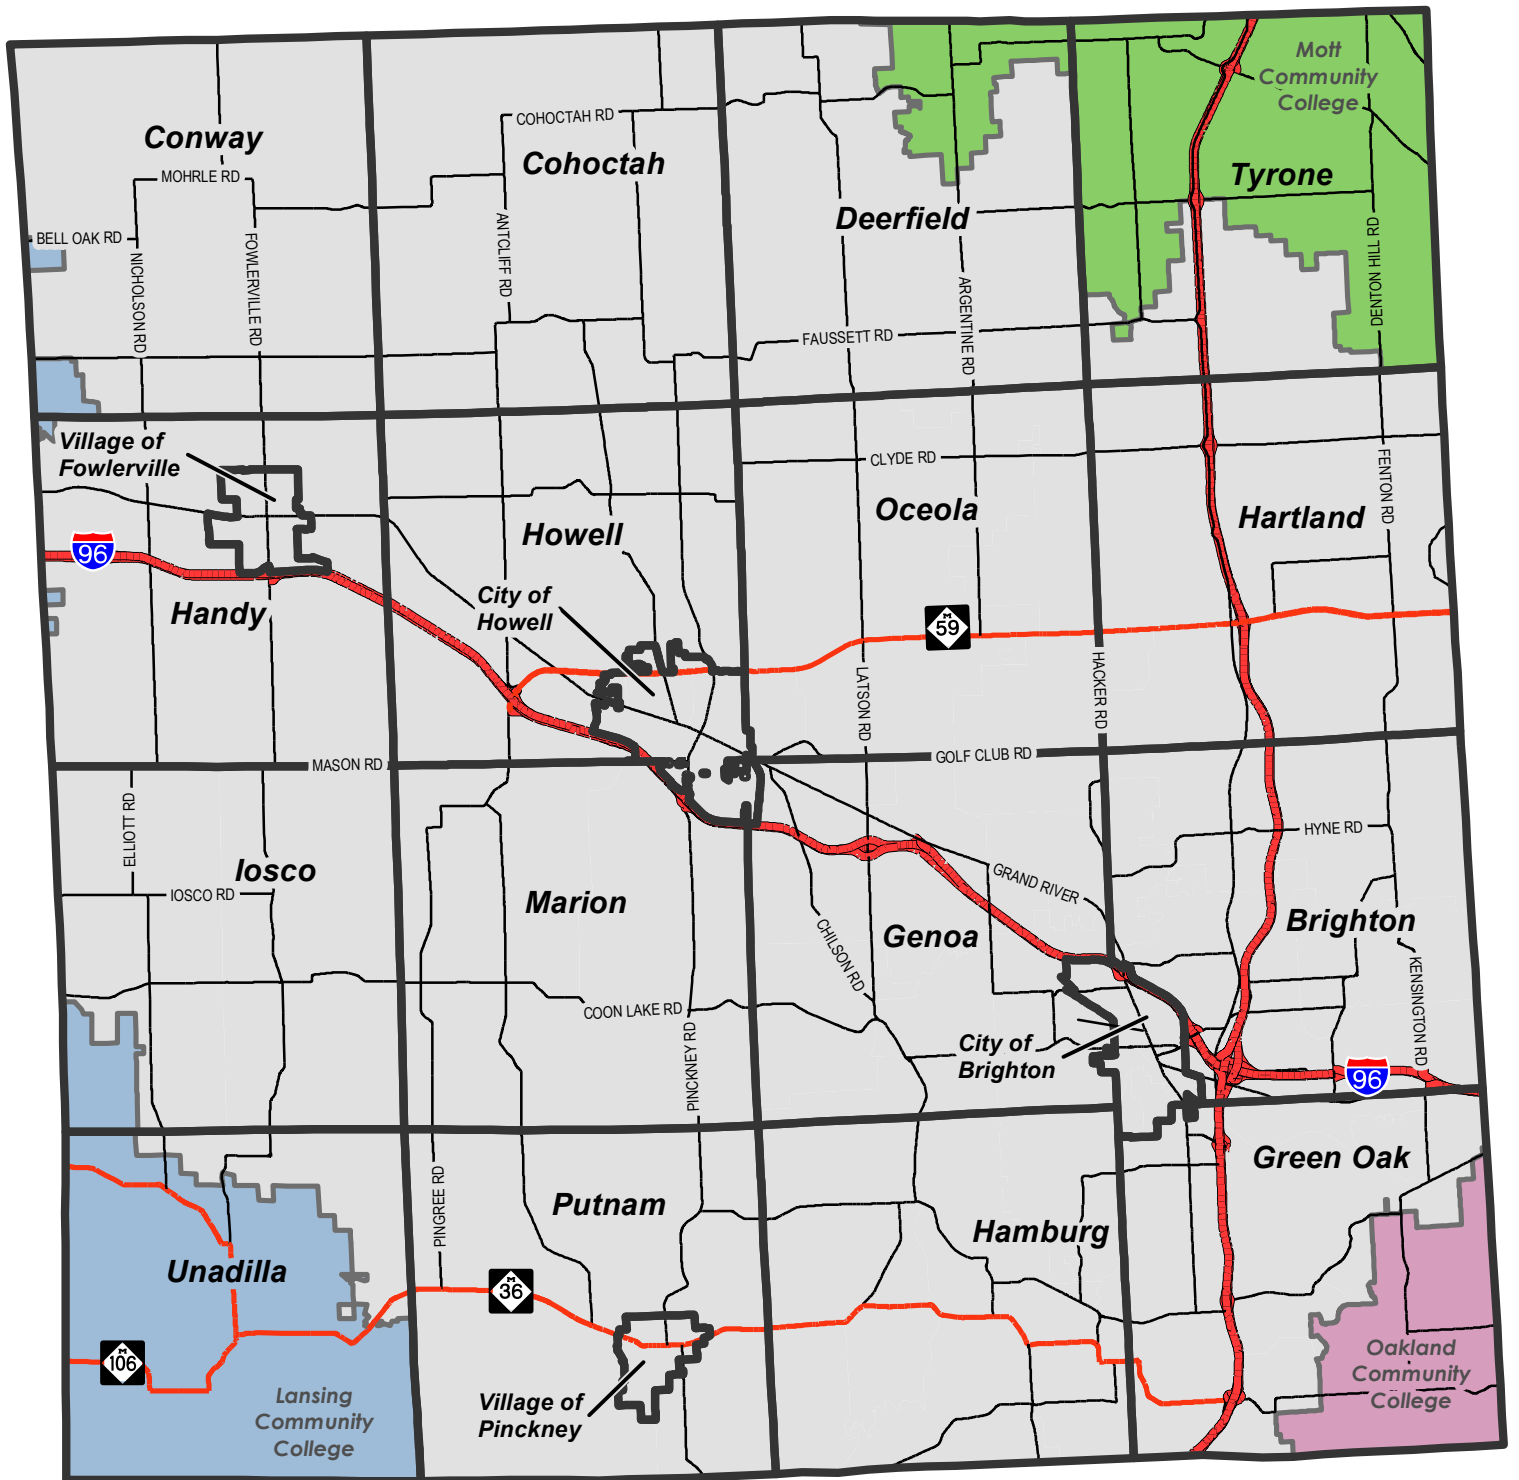 Mott
Community
College
Conway
COHOCTAH RD
Cohoctah
MOHRLE RD
Tyrone
Deerfield
BELL OAK RD
NICHOLSON RD
FOWLERVILLE RD
ANTCLIFF RD
ARGENTINE RD
DENTON HILL RD
FAUSSETT RD
Village of
Fowlerville
CLYDE RD
FENTON RD
Oceola
Hartland
Howell
96
City of
Howell
Handy
M
59
LATSON RD
HACKER RD
MASON RD
GOLF CLUB RD
ELLIOTT RD
HYNE RD
Iosco
IOSCO RD
GRAND RIVER
Marion
Genoa
Brighton
CHILSON RD
KENSINGTON RD
COON LAKE RD
PINCKNEY RD
City of
Brighton
96
Green Oak
PINGREE RD
Putnam
Hamburg
Unadilla
M
36
M
106
Oakland
Community
College
Lansing
Community
College
Village of
Pinckney